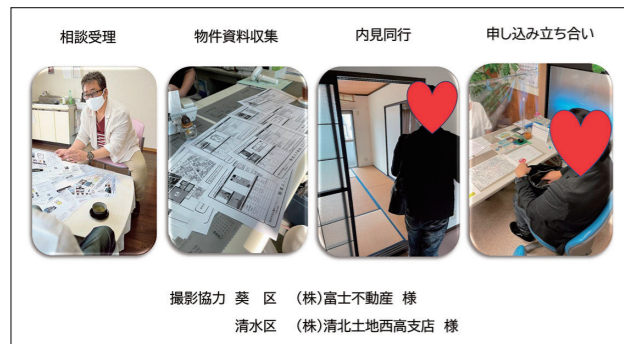 相談受理
物件資料収集
内見同行
申し込み立ち合い
撮影協力 葵 区 (株)富士不動産 様
清水区 (株)清北土地西高支店 様